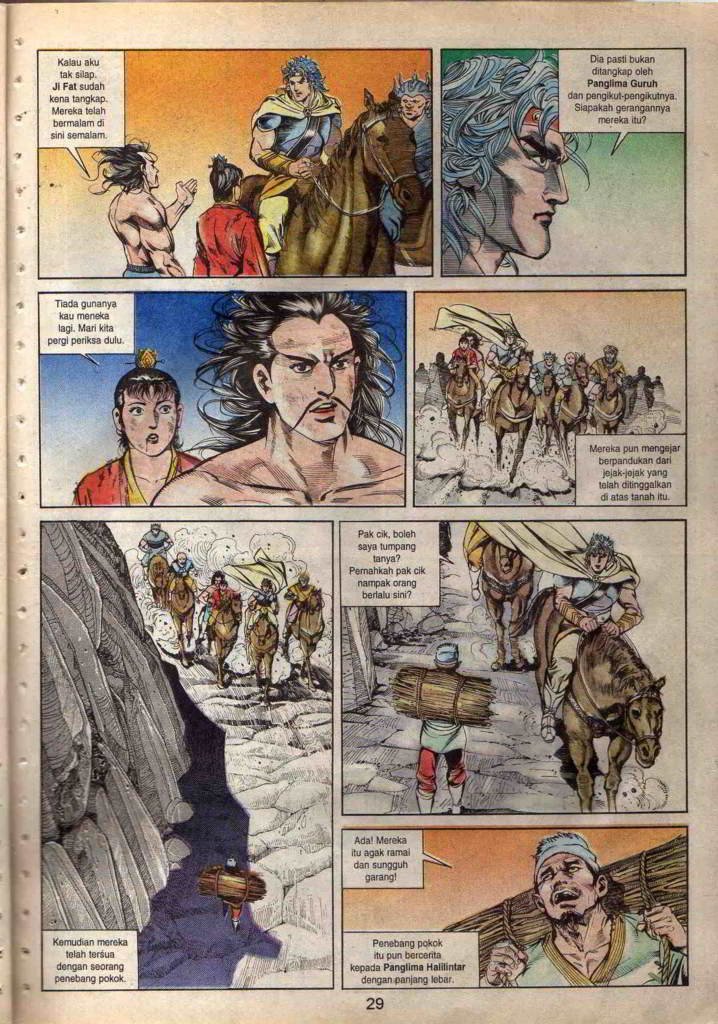 Kalau aku
tak silap.
Ji Fat sudah
kena tangkap.
Mereka telah
bermalam di
sini semalam.
Dia pasti bukan
ditangkap oleh
Panglima Guruh
dan pengikut-pengikutnya.
Siapakah gerangannya
mereka itu?
Tiada gunanya
kau meneka
lagi. Mari kita
pergi periksa dulu.
Mereka pun mengejar
berpandukan dari
jejak-jejak yang
telah ditinggalkan
di atas tanah itu.
Kemudian mereka
telah tersua
dengan seorang
penebang pokok.
Pak cik, boleh
saya tumpang
tanya?
Pernahkah pak cik
nampak orang
berlalu sini?
Ada! Mereka
itu agak ramai
dan sungguh
garang!
Penebang pokok
itu pun bercerita
kepada Panglima Halilintar
dengan panjang lebar.
29